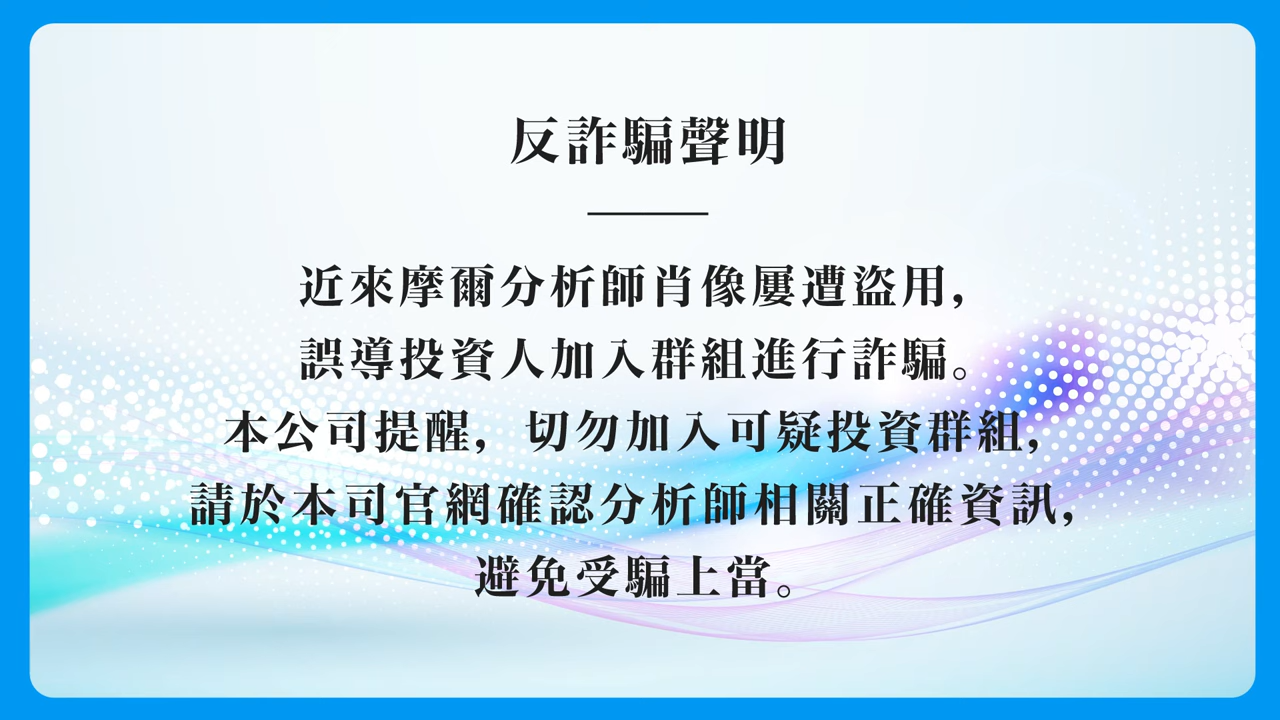 反詐騙聲明
近來摩爾分析師肖像屢遭盜用，
誤導投資人加入群組進行詐騙。
本公司提醒，切勿加入可疑投資群組，
請於本司官網確認分析師相關正確資訊，
避免受騙上當。